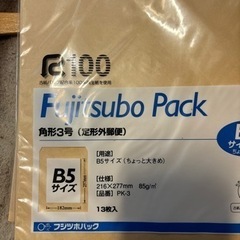 R100
Fujitsubo Pack
角形3号（定形外郵便）
B5
サイズ
182mm
【用途】
B5サイズ（ちょっと大きめ）
【仕様】
216×277mm 85g/㎡
【品番】 PK-3
13枚入
フジツボパック